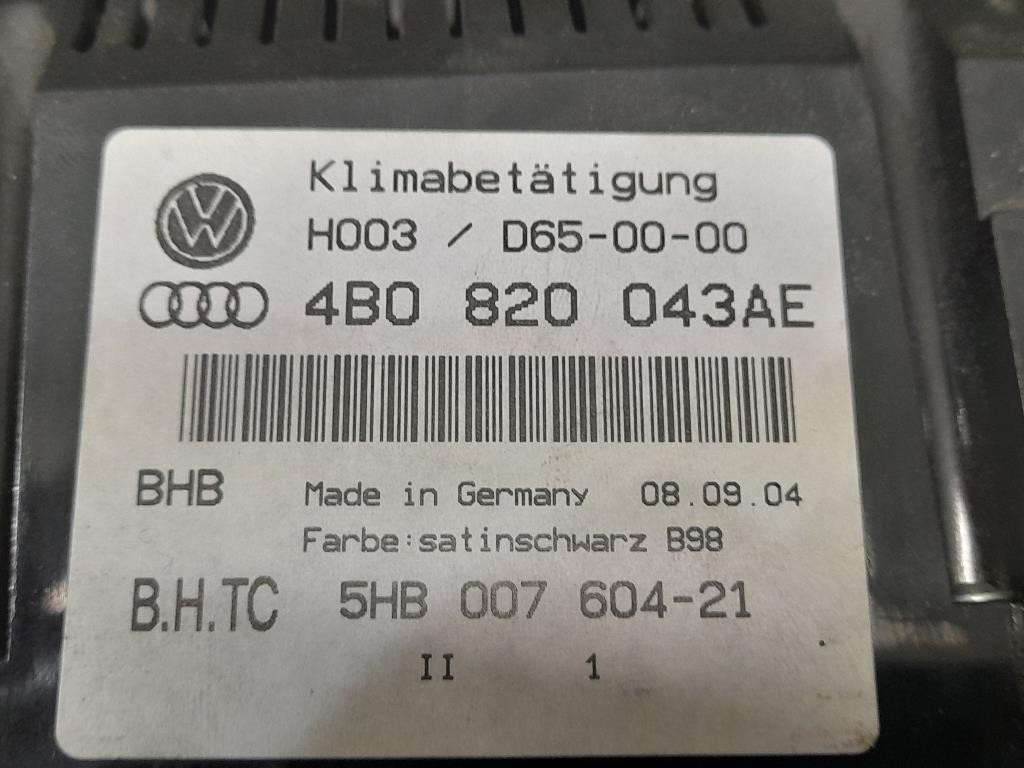 Klimabetätigung
H003 / D65-00-00
4B0 820 043AE
BHB Made in Germany 08.09.04
Farbe:satinschwarz B98
B.H.TC 5HB 007 604-21
II 1